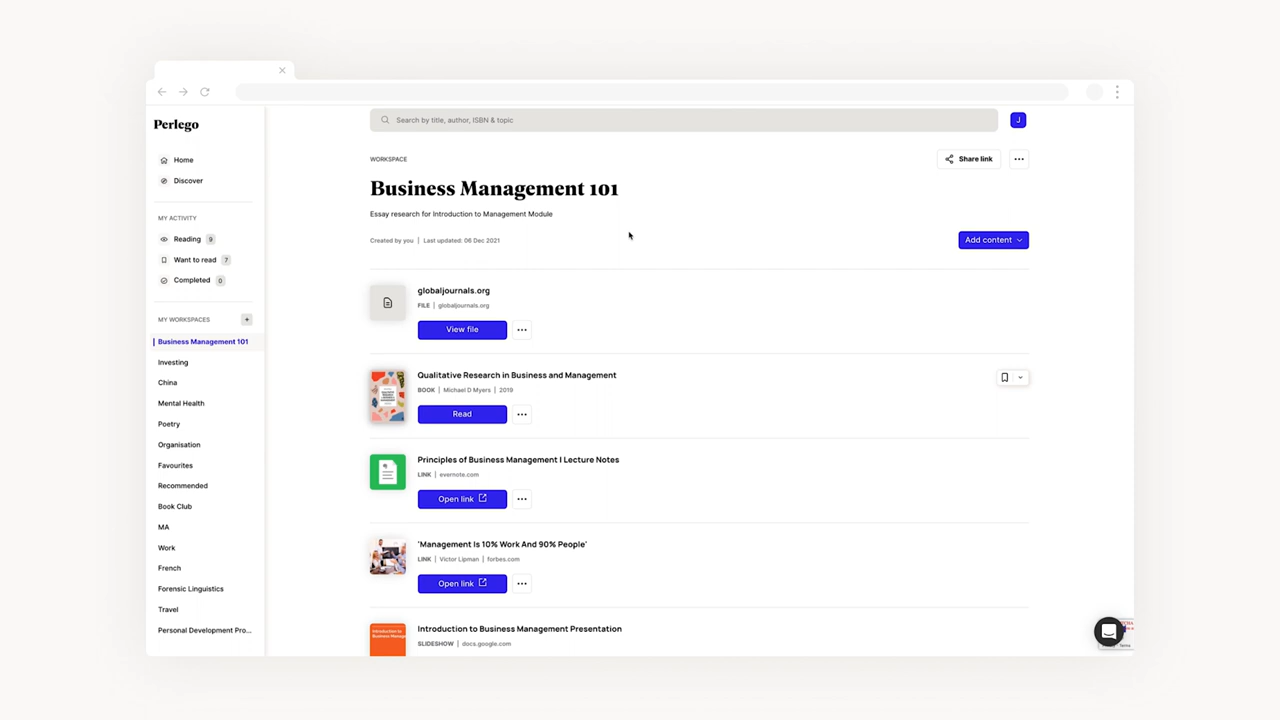 Perlego
Search by title, author, ISBN & topic
J
Home
Discover
MY ACTIVITY
Reading 9
Want to read 7
Completed 0
MY WORKSPACES +
Business Management 101
Investing
China
Mental Health
Poetry
Organisation
Favourites
Recommended
Book Club
MA
Work
French
Forensic Linguistics
Travel
Personal Development Pro...
WORKSPACE
Share link
Business Management 101
Essay research for Introduction to Management Module
Created by you | Last updated: 06 Dec 2021
Add content
globaljournals.org
FILE | globaljournals.org
View file
Qualitative Research in Business and Management
BOOK | Michael D Myers | 2019
Read
Principles of Business Management I Lecture Notes
LINK | evernote.com
Open link
'Management Is 10% Work And 90% People'
LINK | Victor Lipman | forbes.com
Open link
Introduction to Business Management Presentation
SLIDESHOW | docs.google.com
Introduction to